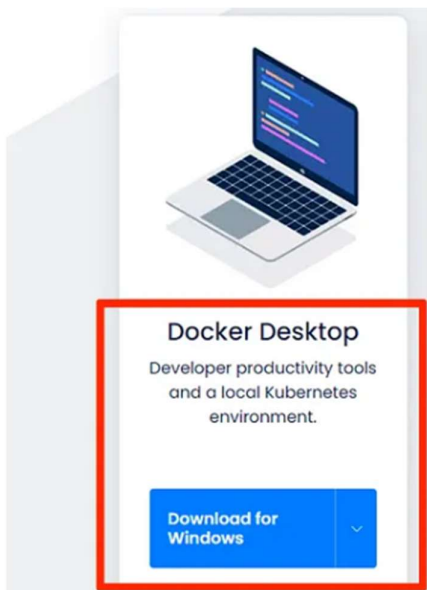 Docker Desktop
Developer productivity tools
and a local Kubernetes
environment.
Download for
Windows